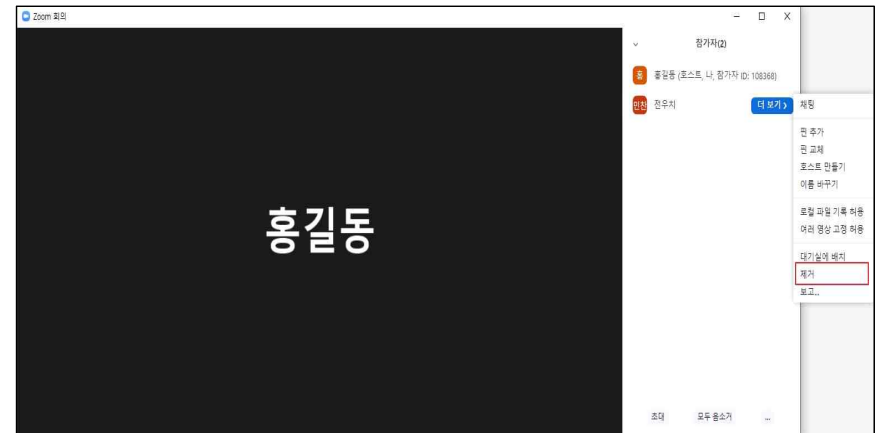 Zoom 회의
참가자(2)
홍 홍길동 (호스트, 나, 참가자 ID: 108368)
민찬 전우치 더 보기 >
채팅
핀 추가
핀 교체
호스트 만들기
이름 바꾸기
로컬 파일 기록 허용
여러 영상 고정 허용
대기실에 배치
제거
보고...
홍길동
초대 모두 음소거 ...